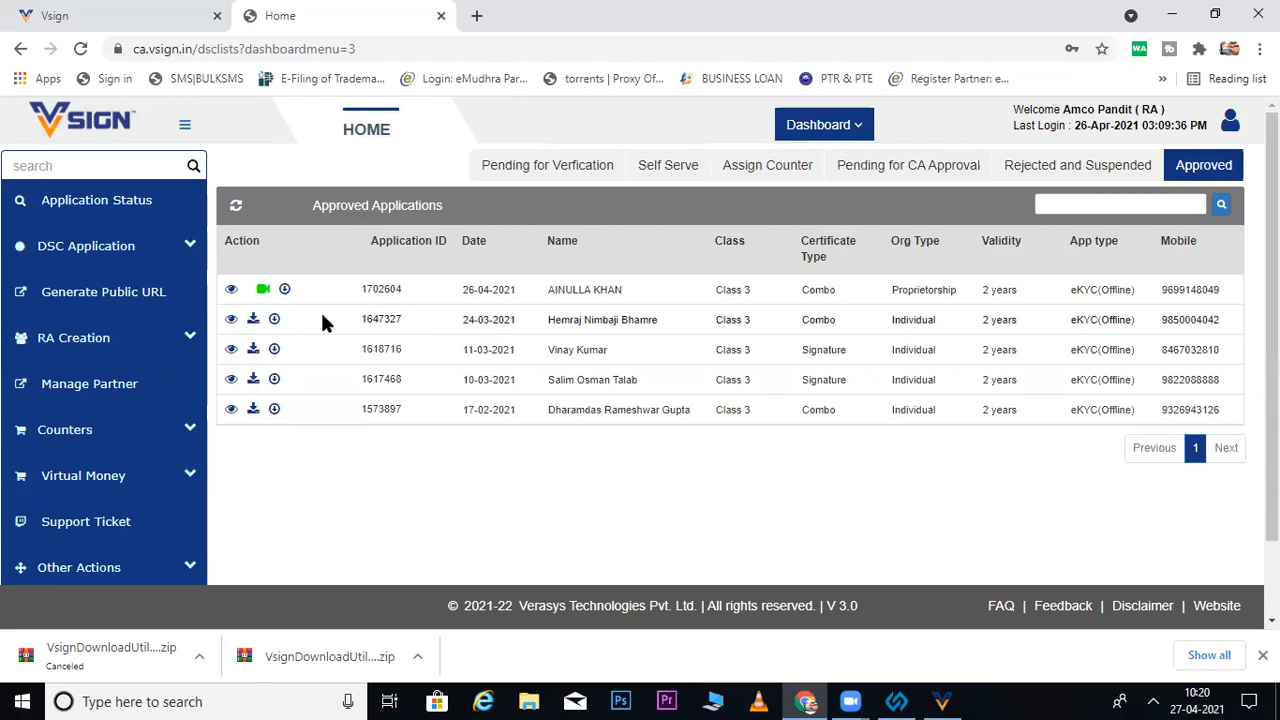 Vsign
Home
ca.vsign.in/dsclists?dashboardmenu=3
Apps
Sign in
SMS|BULKSMS
E-Filing of Tradema...
Login: eMudhra Par...
torrents | Proxy Of...
BUSINESS LOAN
PTR & PTE
Register Partner: e...
»
Reading list
VSIGN
HOME
Dashboard
Welcome Amco Pandit ( RA )
Last Login : 26-Apr-2021 03:09:36 PM
search
Pending for Verfication
Self Serve
Assign Counter
Pending for CA Approval
Rejected and Suspended
Approved
Application Status
DSC Application
Generate Public URL
RA Creation
Manage Partner
Counters
Virtual Money
Support Ticket
Other Actions
Approved Applications
Action Application ID Date Name Class Certificate Type Org Type Validity App type Mobile
1702604 26-04-2021 AINULLA KHAN Class 3 Combo Proprietorship 2 years eKYC(Offline) 9699148049
1647327 24-03-2021 Hemraj Nimbaji Bhamre Class 3 Combo Individual 2 years eKYC(Offline) 9850004042
1618716 11-03-2021 Vinay Kumar Class 3 Signature Individual 2 years eKYC(Offline) 8467032810
1617468 10-03-2021 Salim Osman Talab Class 3 Signature Individual 2 years eKYC(Offline) 9822088888
1573897 17-02-2021 Dharamdas Rameshwar Gupta Class 3 Combo Individual 2 years eKYC(Offline) 9326943126
Previous 1 Next
© 2021-22 Verasys Technologies Pvt. Ltd. | All rights reserved. | V 3.0
FAQ | Feedback | Disclaimer | Website
VsignDownloadUtil....zip
Canceled
VsignDownloadUtil....zip
Show all
Type here to search
Ps
Pr
10:20
27-04-2021